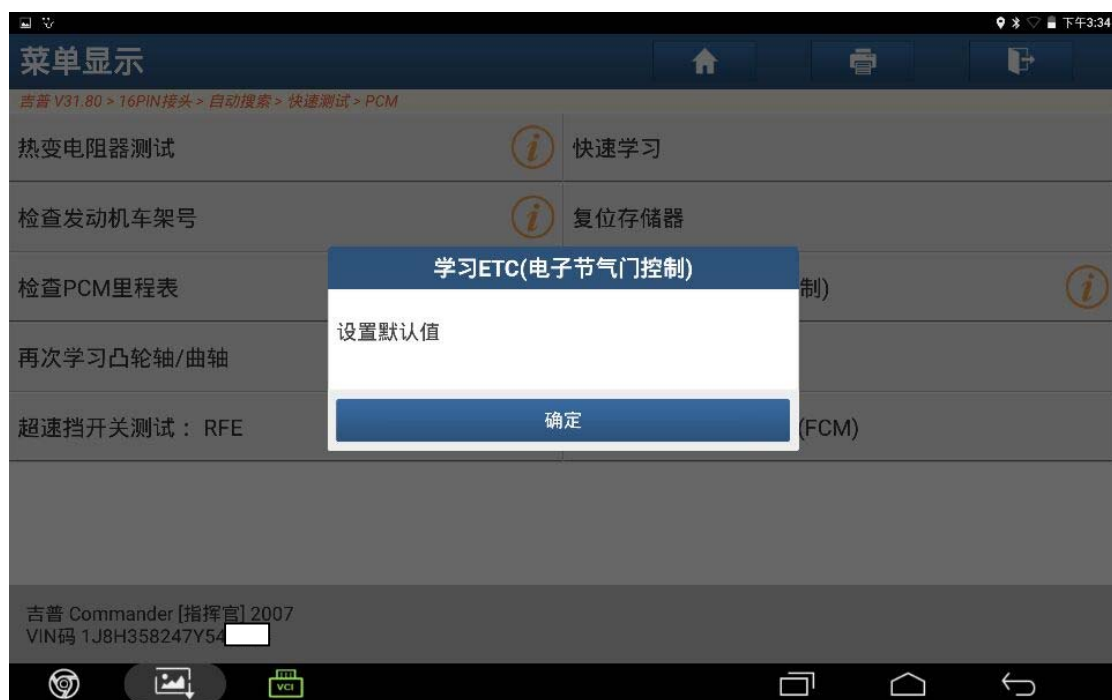 下午3:34
菜单显示
吉普 V31.80 > 16PIN接头 > 自动搜索 > 快速测试 > PCM
热变电阻器测试
快速学习
检查发动机车架号
复位存储器
学习ETC(电子节气门控制)
检查PCM里程表
制)
设置默认值
再次学习凸轮轴/曲轴
确定
超速挡开关测试： RFE
(FCM)
吉普 Commander [指挥官] 2007
VIN码 1J8H358247Y54
VCI